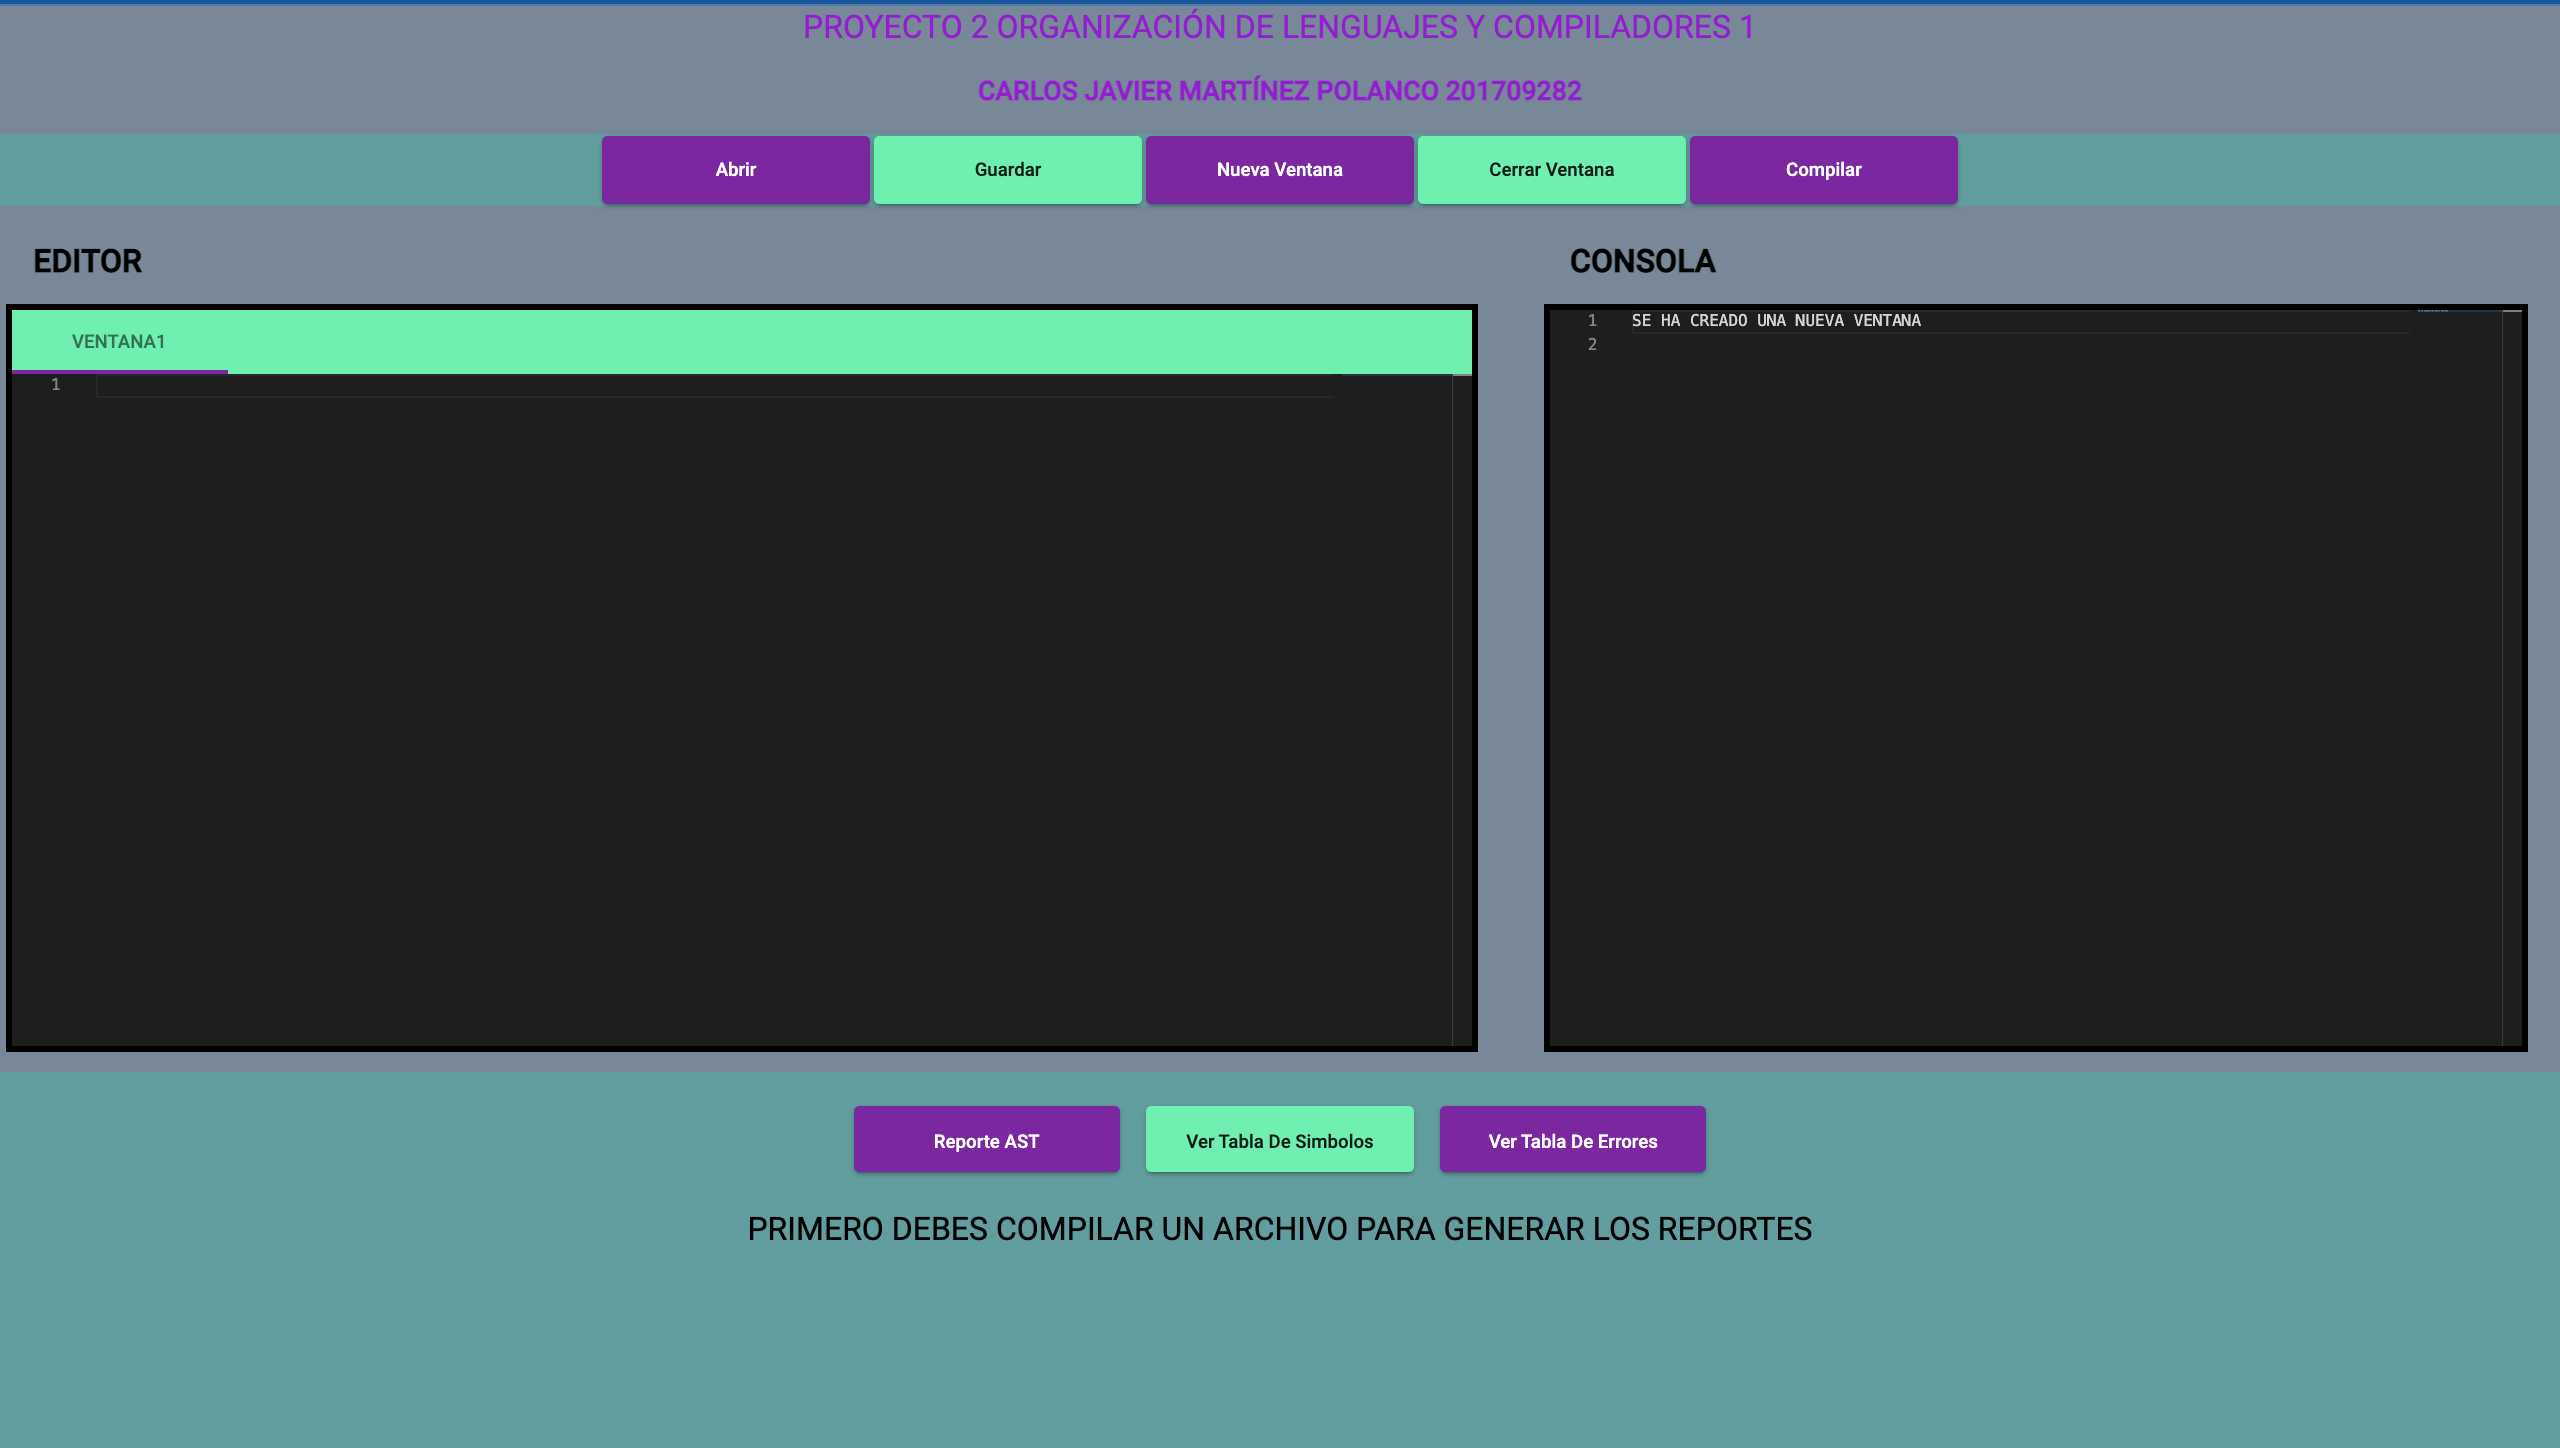 PROYECTO 2 ORGANIZACIÓN DE LENGUAJES Y COMPILADORES 1
CARLOS JAVIER MARTÍNEZ POLANCO 201709282
Abrir
Guardar
Nueva Ventana
Cerrar Ventana
Compilar
EDITOR
CONSOLA
VENTANA1
1
1 SE HA CREADO UNA NUEVA VENTANA
2
Reporte AST
Ver Tabla De Simbolos
Ver Tabla De Errores
PRIMERO DEBES COMPILAR UN ARCHIVO PARA GENERAR LOS REPORTES